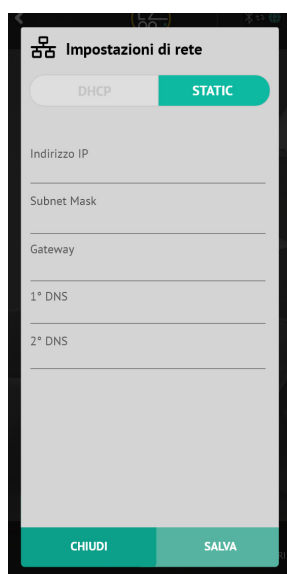 Impostazioni di rete
DHCP STATIC
Indirizzo IP
Subnet Mask
Gateway
1° DNS
2° DNS
CHIUDI SALVA